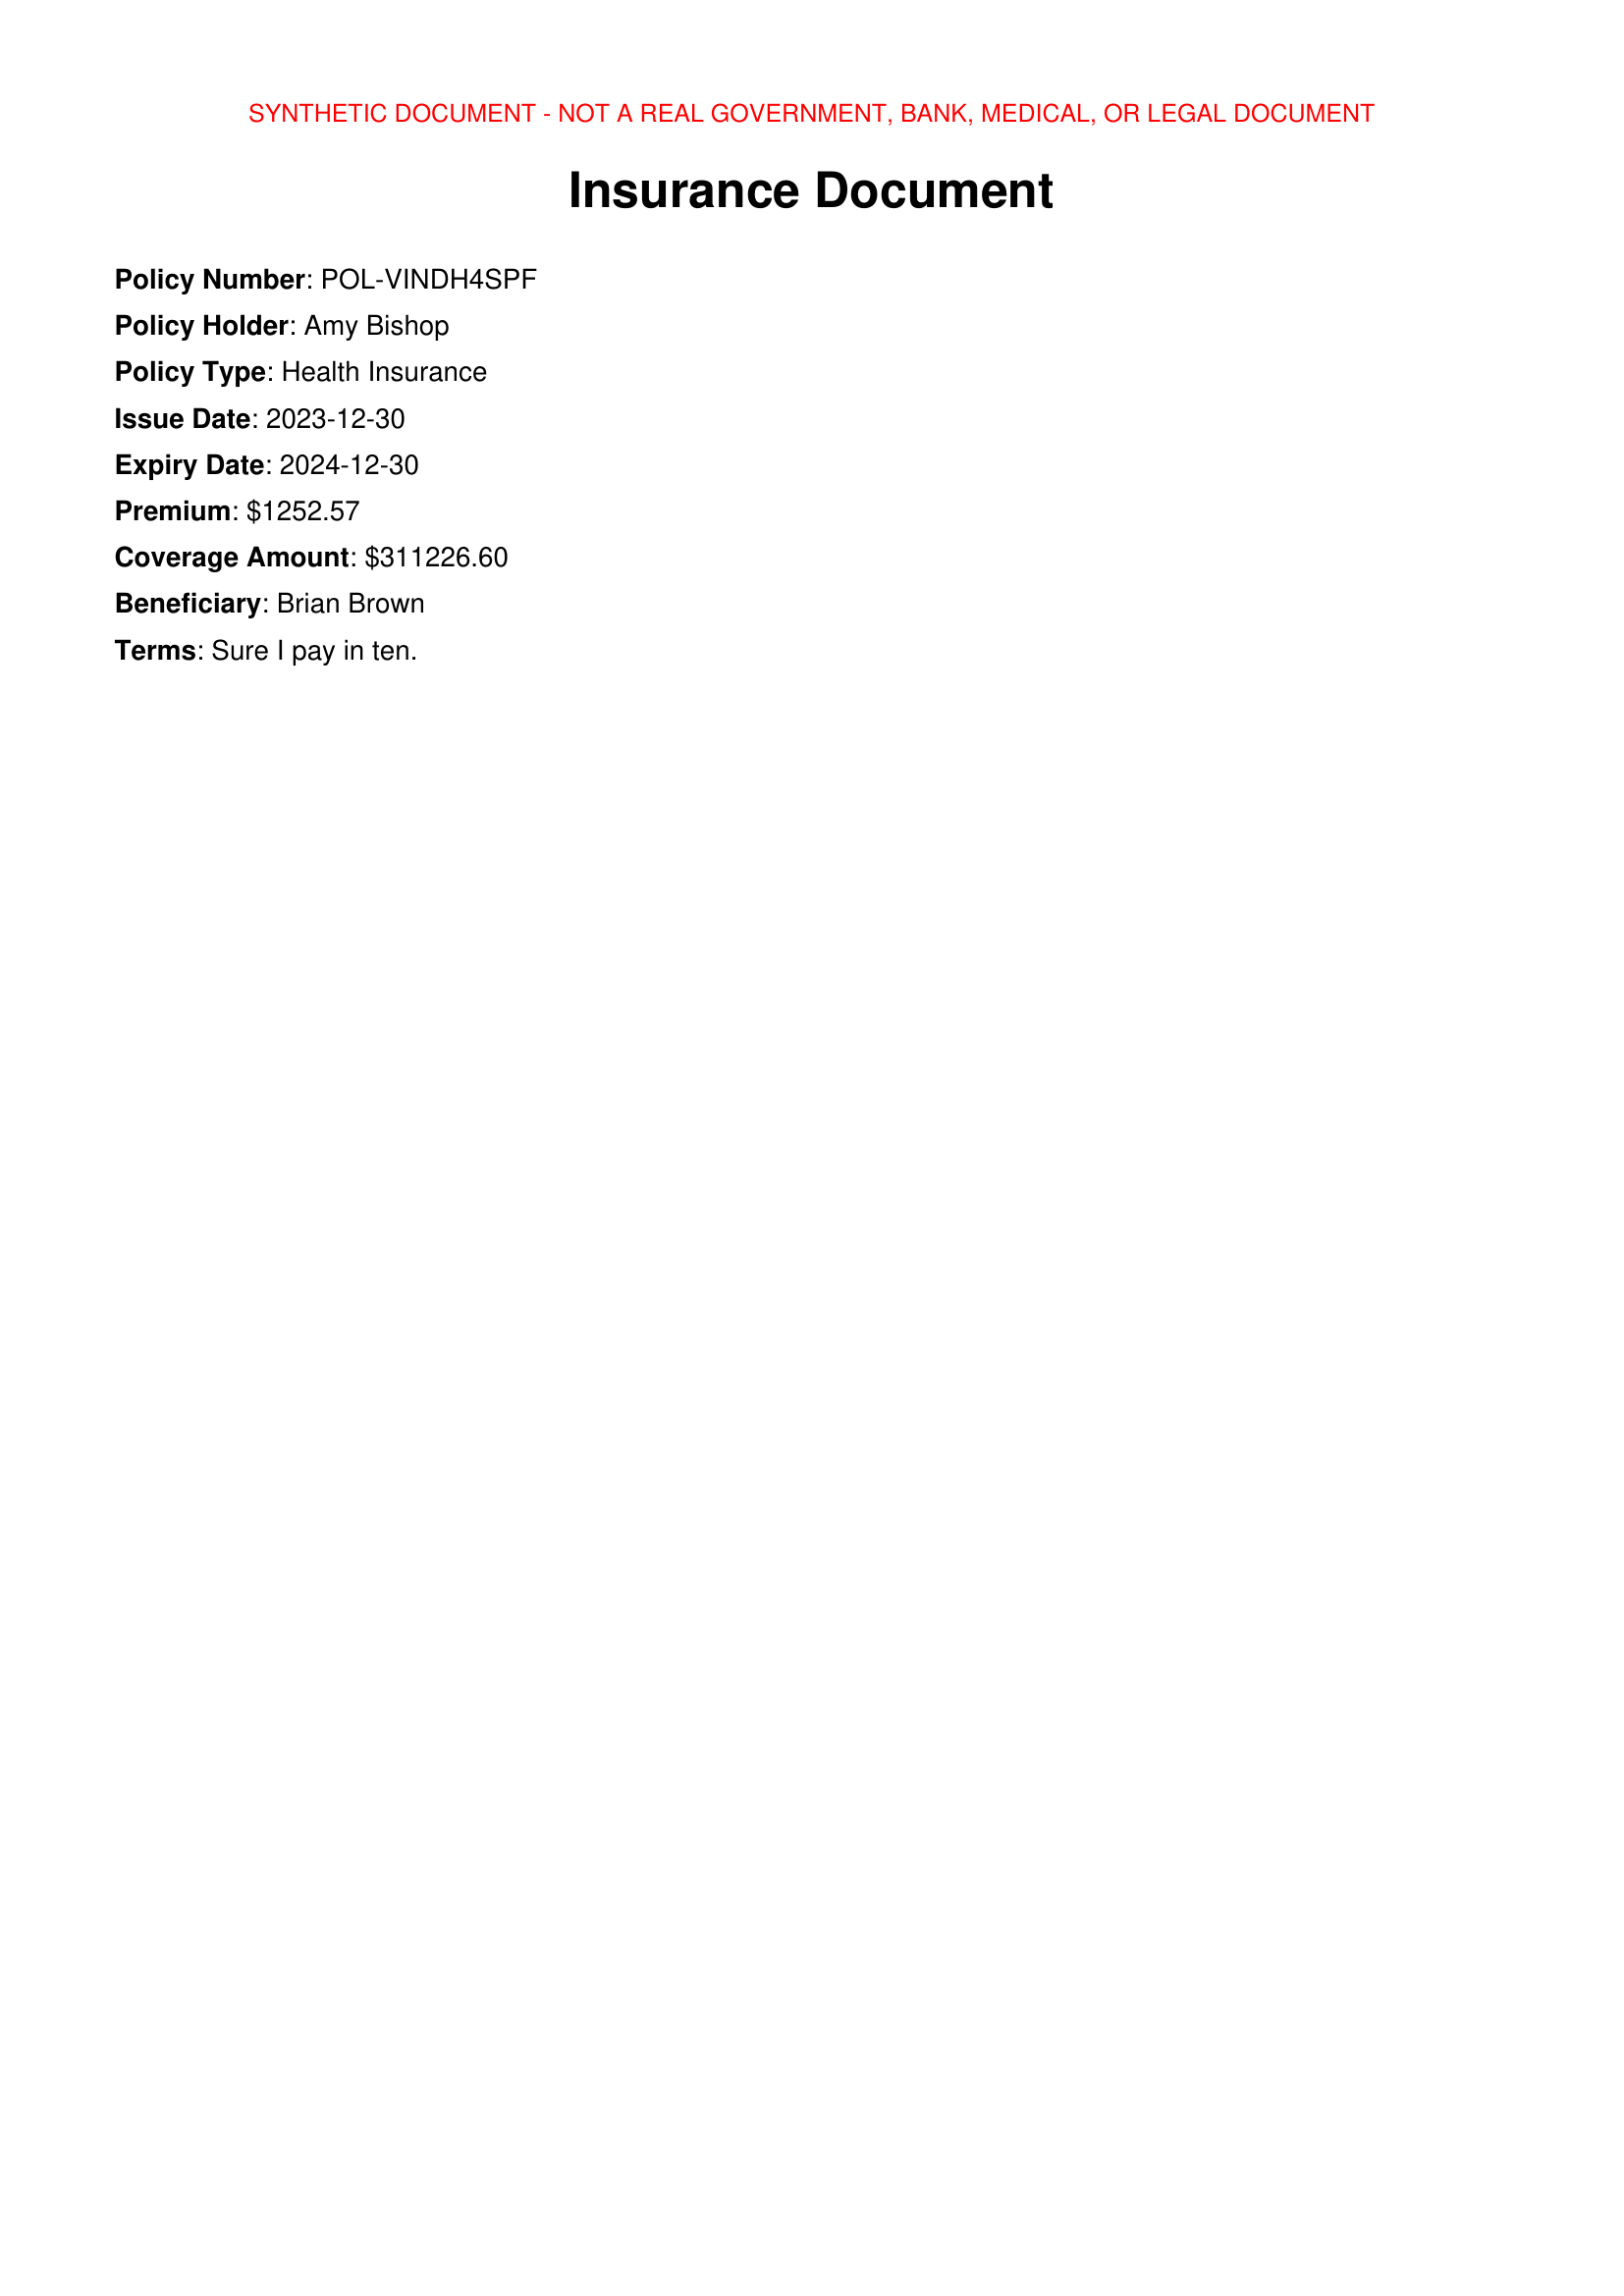 SYNTHETIC DOCUMENT - NOT A REAL GOVERNMENT, BANK, MEDICAL, OR LEGAL DOCUMENT
Insurance Document
Policy Number: POL-VINDH4SPF
Policy Holder: Amy Bishop
Policy Type: Health Insurance
Issue Date: 2023-12-30
Expiry Date: 2024-12-30
Premium: $1252.57
Coverage Amount: $311226.60
Beneficiary: Brian Brown
Terms: Sure I pay in ten.